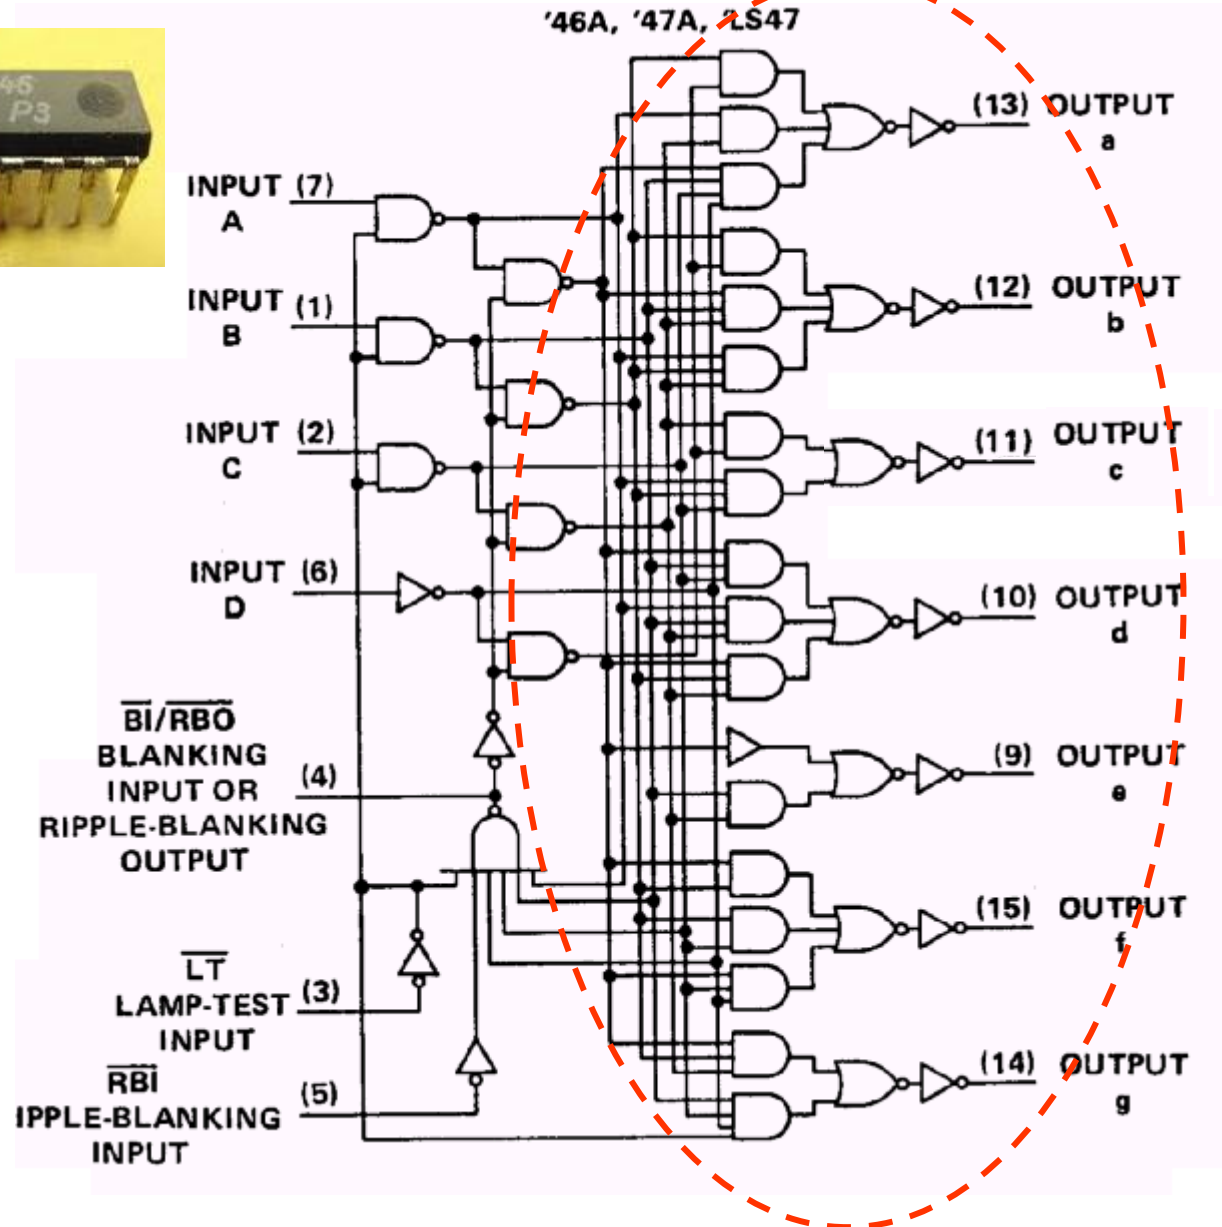 '46A, '47A, 'LS47
46
P3
INPUT (7)
A
INPUT (1)
B
INPUT (2)
C
INPUT (6)
D
BI/RBO
BLANKING
INPUT OR (4)
RIPPLE-BLANKING
OUTPUT
LT
LAMP-TEST (3)
INPUT
RBI
IPPLE-BLANKING (5)
INPUT
(13) OUTPUT
a
(12) OUTPUT
b
(11) OUTPUT
c
(10) OUTPUT
d
(9) OUTPUT
e
(15) OUTPUT
f
(14) OUTPUT
g